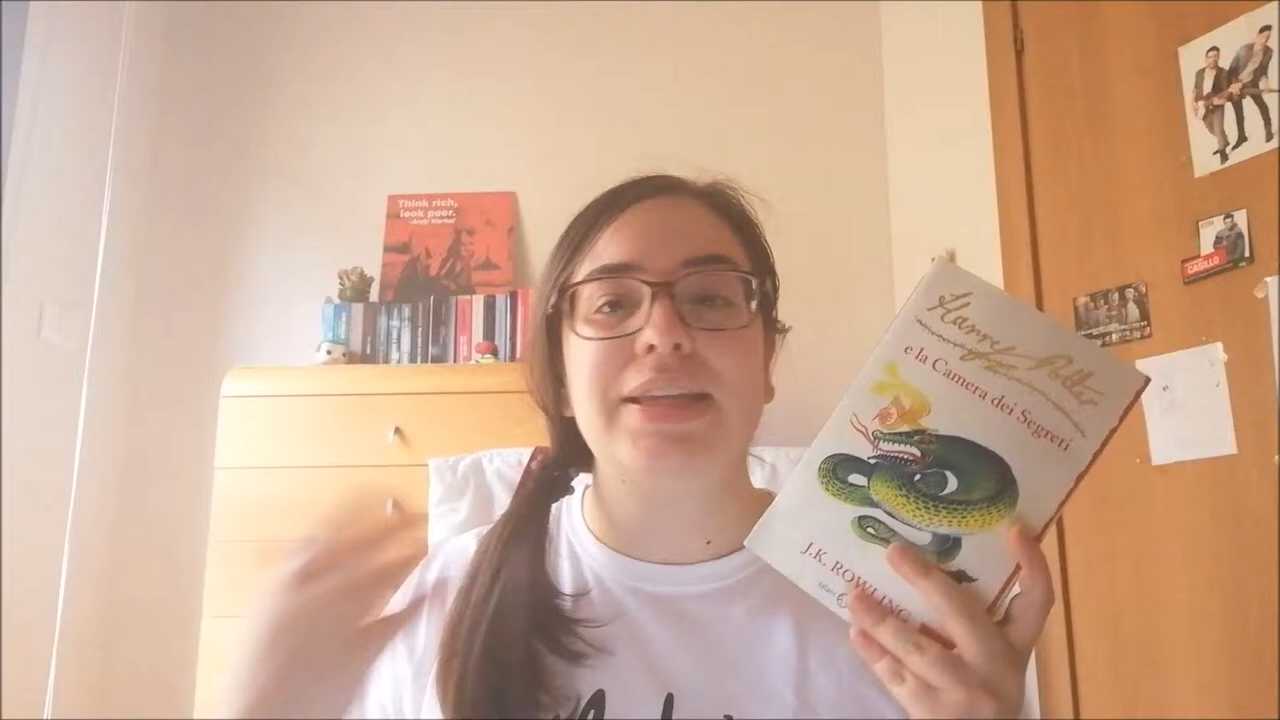 Think rich,
look poor.
-Andy Warhol
CASILLO
Harry Potter
e la Camera dei Segreti
J.K. ROWLING